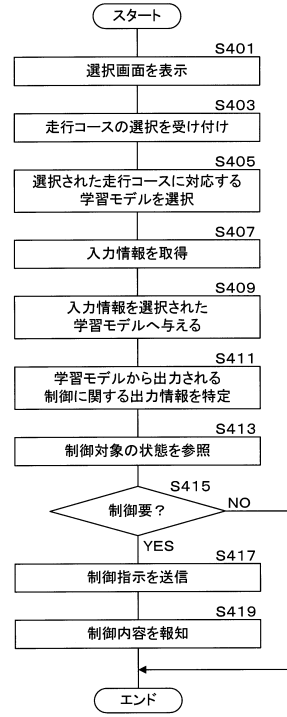 スタート
S401
選択画面を表示
S403
走行コースの選択を受け付け
S405
選択された走行コースに対応する
学習モデルを選択
S407
入力情報を取得
S409
入力情報を選択された
学習モデルへ与える
S411
学習モデルから出力される
制御に関する出力情報を特定
S413
制御対象の状態を参照
S415
制御要？
NO
YES
S417
制御指示を送信
S419
制御内容を報知
エンド